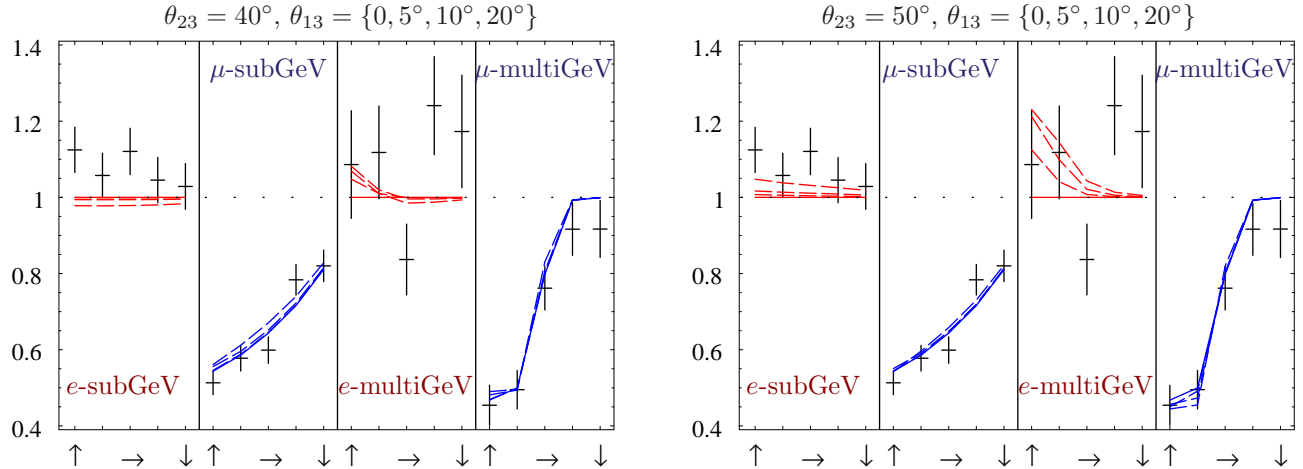 θ₂₃ = 40°, θ₁₃ = {0, 5°, 10°, 20°}
1.4
1.2
1
0.8
0.6
0.4
μ-subGeV
μ-multiGeV
e-subGeV
e-multiGeV
↑ → ↓ ↑ → ↓ ↑ → ↓ ↑ → ↓
θ₂₃ = 50°, θ₁₃ = {0, 5°, 10°, 20°}
1.4
1.2
1
0.8
0.6
0.4
μ-subGeV
μ-multiGeV
e-subGeV
e-multiGeV
↑ → ↓ ↑ → ↓ ↑ → ↓ ↑ → ↓